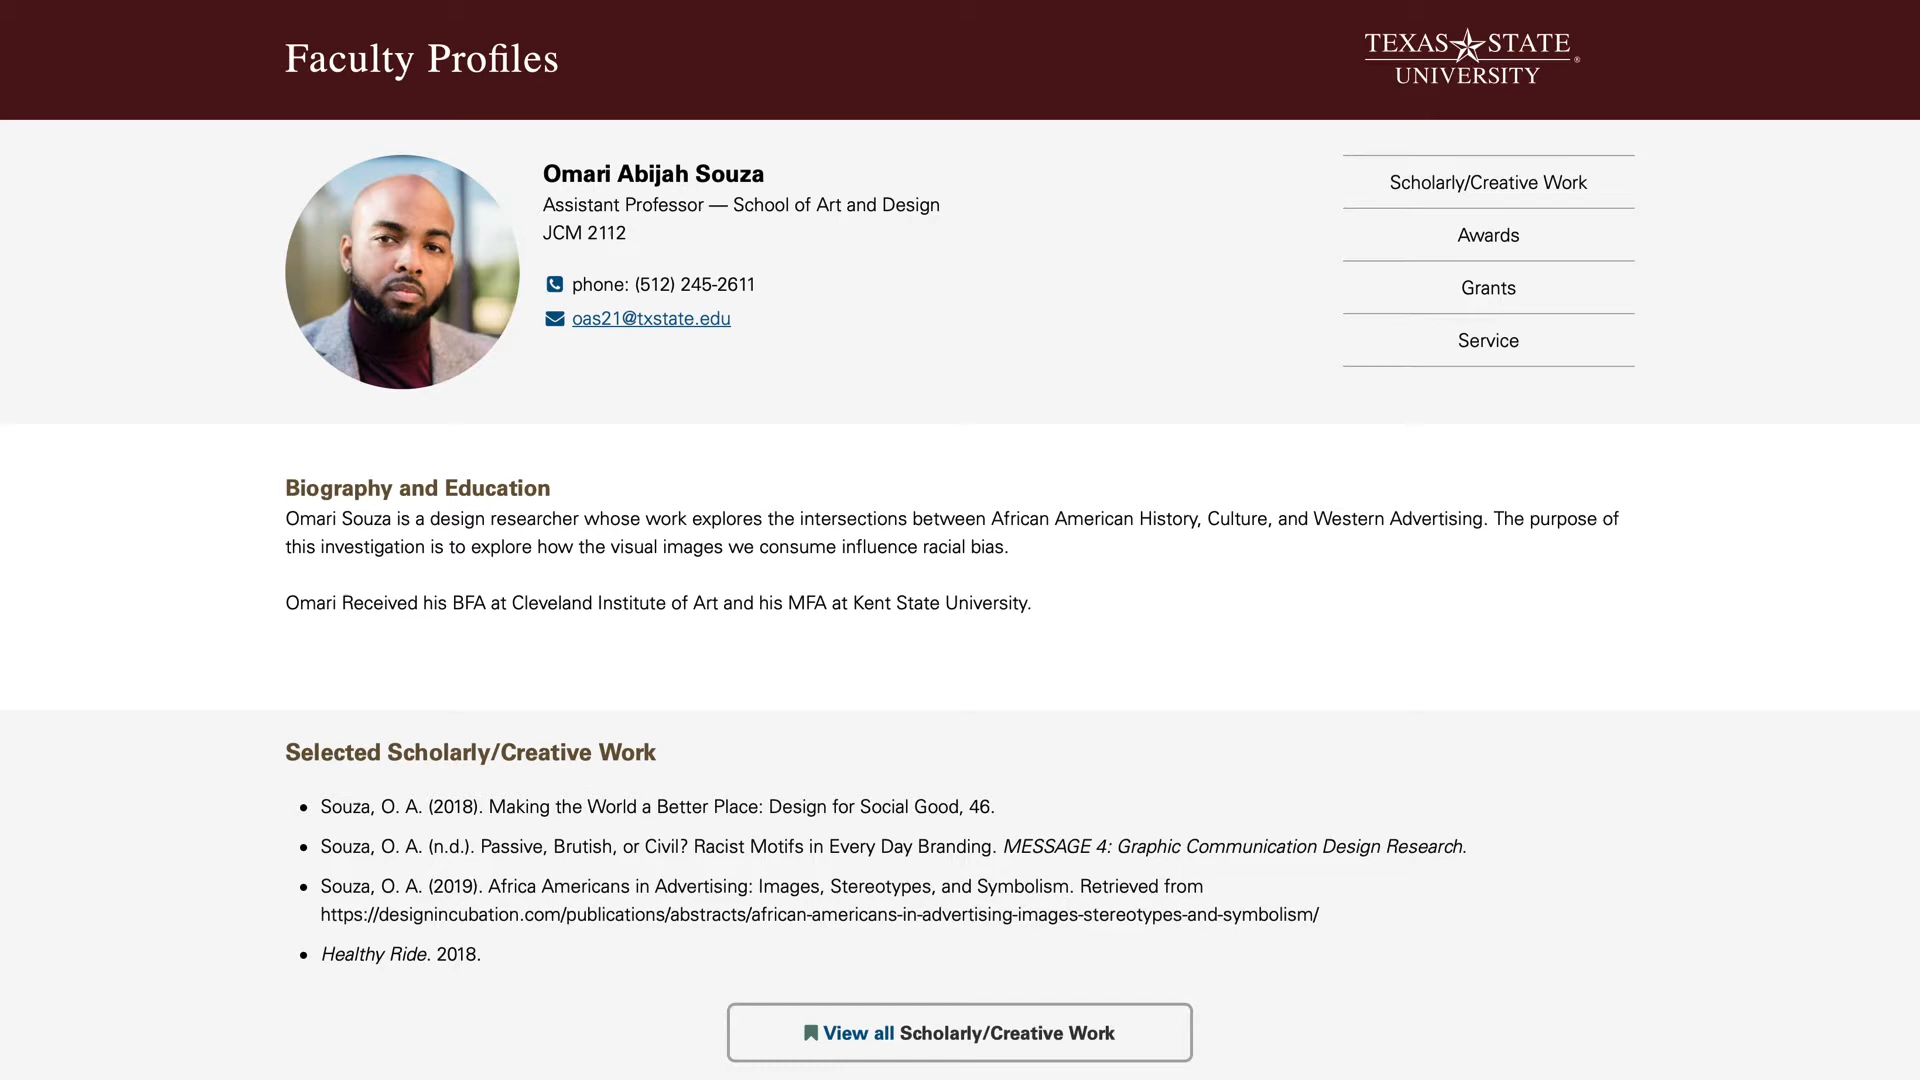 Faculty Profiles
TEXAS STATE
UNIVERSITY
®
Omari Abijah Souza
Assistant Professor — School of Art and Design
JCM 2112
phone: (512) 245-2611
oas21@txstate.edu
Scholarly/Creative Work
Awards
Grants
Service
Biography and Education
Omari Souza is a design researcher whose work explores the intersections between African American History, Culture, and Western Advertising. The purpose of
this investigation is to explore how the visual images we consume influence racial bias.
Omari Received his BFA at Cleveland Institute of Art and his MFA at Kent State University.
Selected Scholarly/Creative Work
• Souza, O. A. (2018). Making the World a Better Place: Design for Social Good, 46.
• Souza, O. A. (n.d.). Passive, Brutish, or Civil? Racist Motifs in Every Day Branding. MESSAGE 4: Graphic Communication Design Research.
• Souza, O. A. (2019). Africa Americans in Advertising: Images, Stereotypes, and Symbolism. Retrieved from
https://designincubation.com/publications/abstracts/african-americans-in-advertising-images-stereotypes-and-symbolism/
• Healthy Ride. 2018.
View all Scholarly/Creative Work